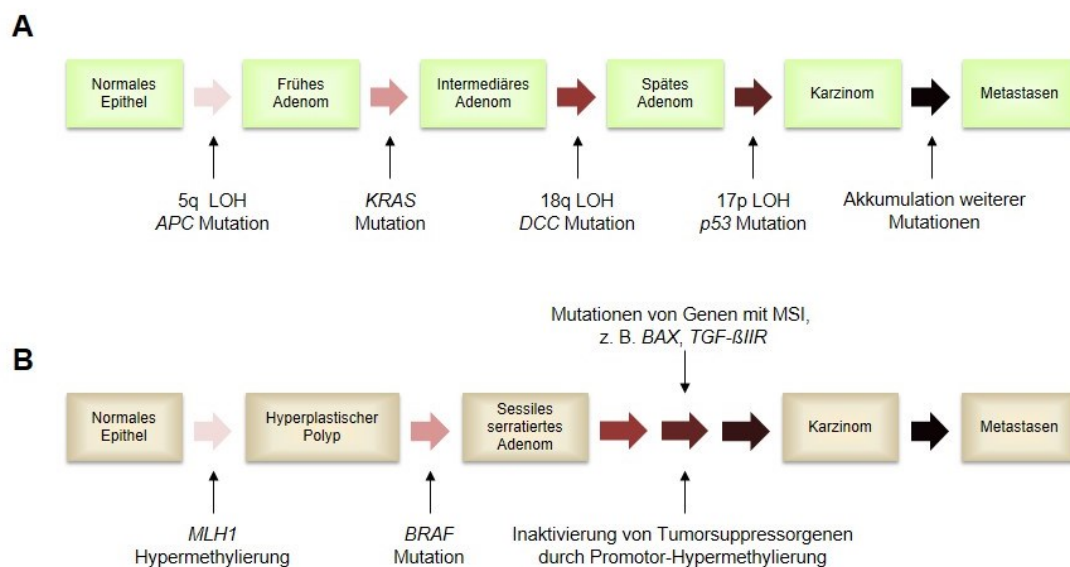 A
Normales
Epithel
Frühes
Adenom
Intermediäres
Adenom
Spätes
Adenom
Karzinom
Metastasen
5q LOH
APC Mutation
KRAS
Mutation
18q LOH
DCC Mutation
17p LOH
p53 Mutation
Akkumulation weiterer
Mutationen
Mutationen von Genen mit MSI,
z. B. BAX, TGF-ßIIR
B
Normales
Epithel
Hyperplastischer
Polyp
Sessiles
serratiertes
Adenom
Karzinom
Metastasen
MLH1
Hypermethylierung
BRAF
Mutation
Inaktivierung von Tumorsuppressorgenen
durch Promotor-Hypermethylierung